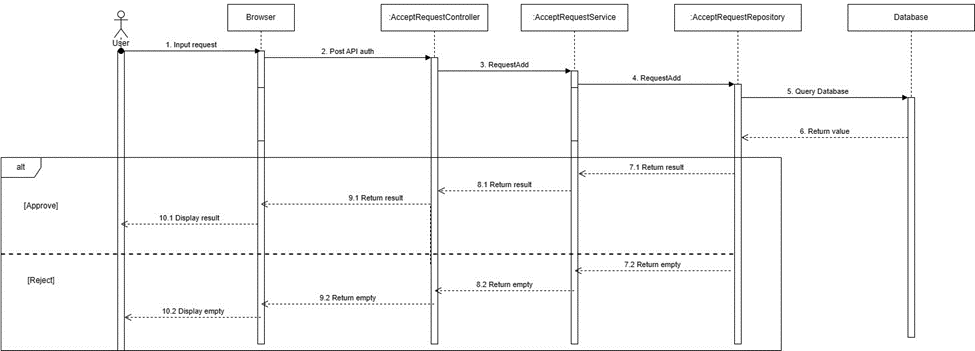 Browser
:AcceptRequestController
:AcceptRequestService
:AcceptRequestRepository
Database
User
1. Input request
2. Post API auth
3. RequestAdd
4. RequestAdd
5. Query Database
6. Return value
alt
7.1 Return result
8.1 Return result
9.1 Return result
[Approve]
10.1 Display result
7.2 Return empty
[Reject]
8.2 Return empty
9.2 Return empty
10.2 Display empty